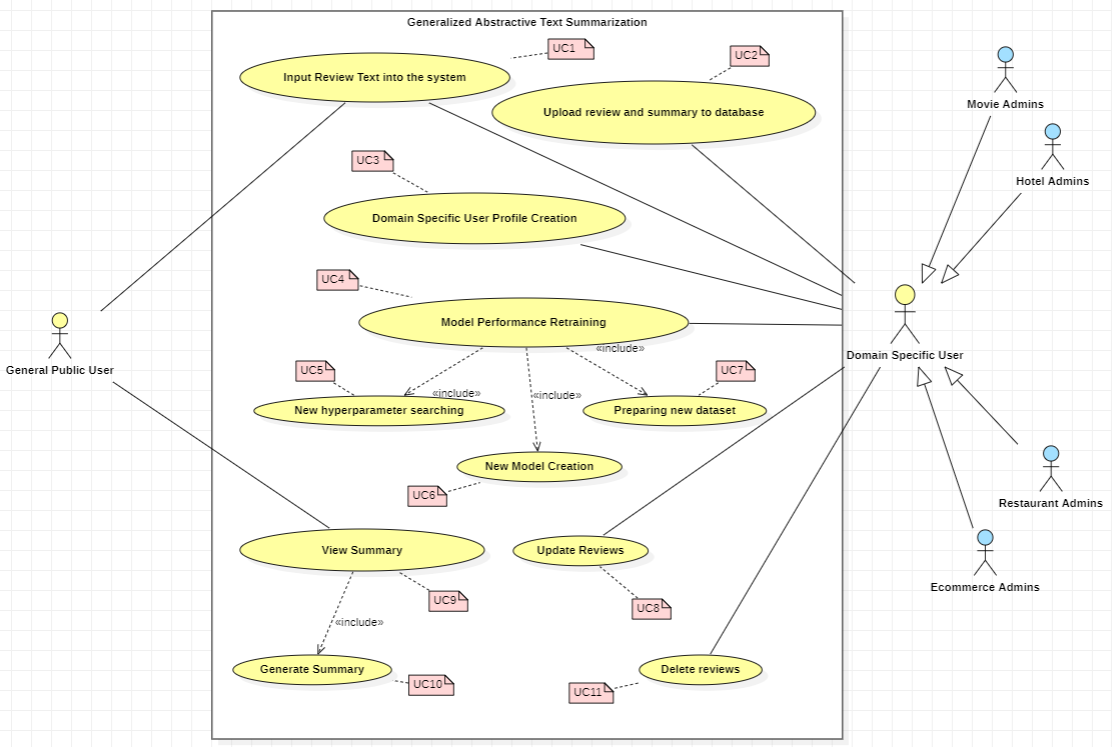 Generalized Abstractive Text Summarization
UC1
UC2
Input Review Text into the system
Upload review and summary to database
Movie Admins
Hotel Admins
UC3
Domain Specific User Profile Creation
UC4
Model Performance Retraining
«include»
Domain Specific User
General Public User
UC5
UC7
«include»
«include»
New hyperparameter searching
Preparing new dataset
New Model Creation
UC6
Restaurant Admins
View Summary
Update Reviews
Ecommerce Admins
UC9
UC8
«include»
Generate Summary
Delete reviews
UC10
UC11